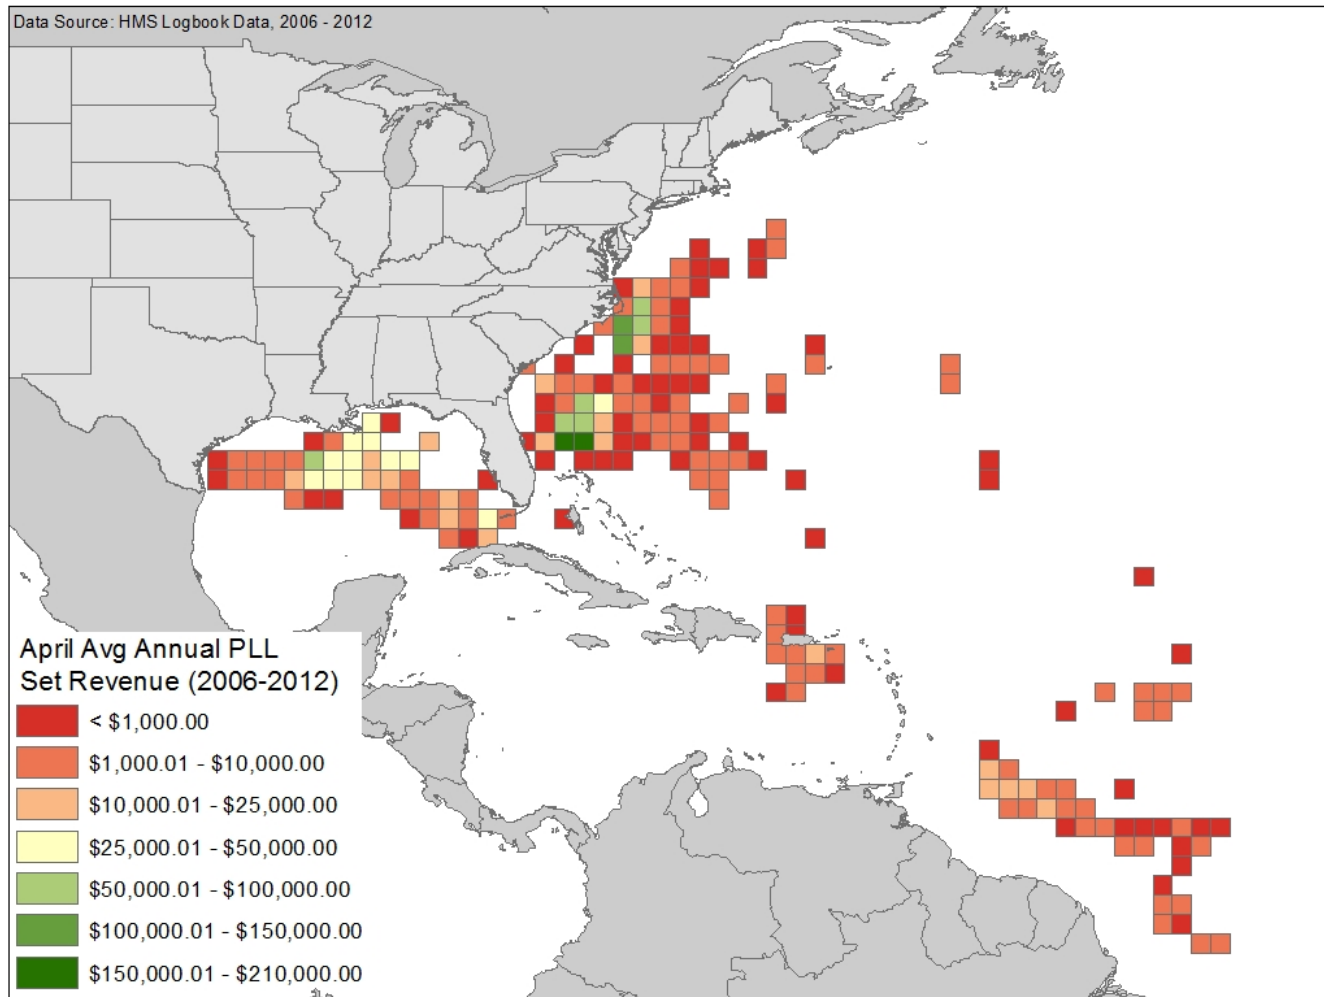 Data Source: HMS Logbook Data, 2006 - 2012
April Avg Annual PLL
Set Revenue (2006-2012)
< $1,000.00
$1,000.01 - $10,000.00
$10,000.01 - $25,000.00
$25,000.01 - $50,000.00
$50,000.01 - $100,000.00
$100,000.01 - $150,000.00
$150,000.01 - $210,000.00